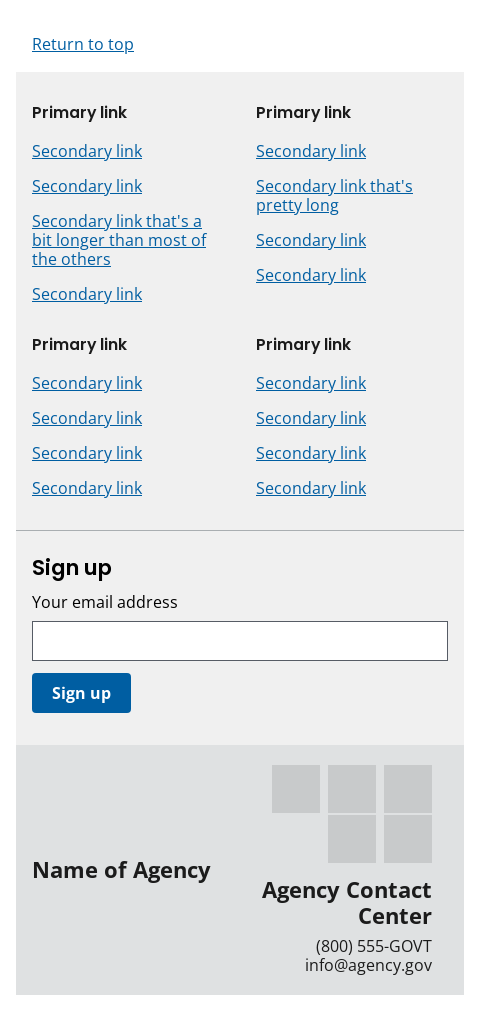 Return to top
Primary link
Secondary link
Secondary link
Secondary link that's a
bit longer than most of
the others
Secondary link
Primary link
Secondary link
Secondary link that's
pretty long
Secondary link
Secondary link
Primary link
Secondary link
Secondary link
Secondary link
Secondary link
Primary link
Secondary link
Secondary link
Secondary link
Secondary link
Sign up
Your email address
Sign up
Name of Agency
Agency Contact
Center
(800) 555-GOVT
info@agency.gov